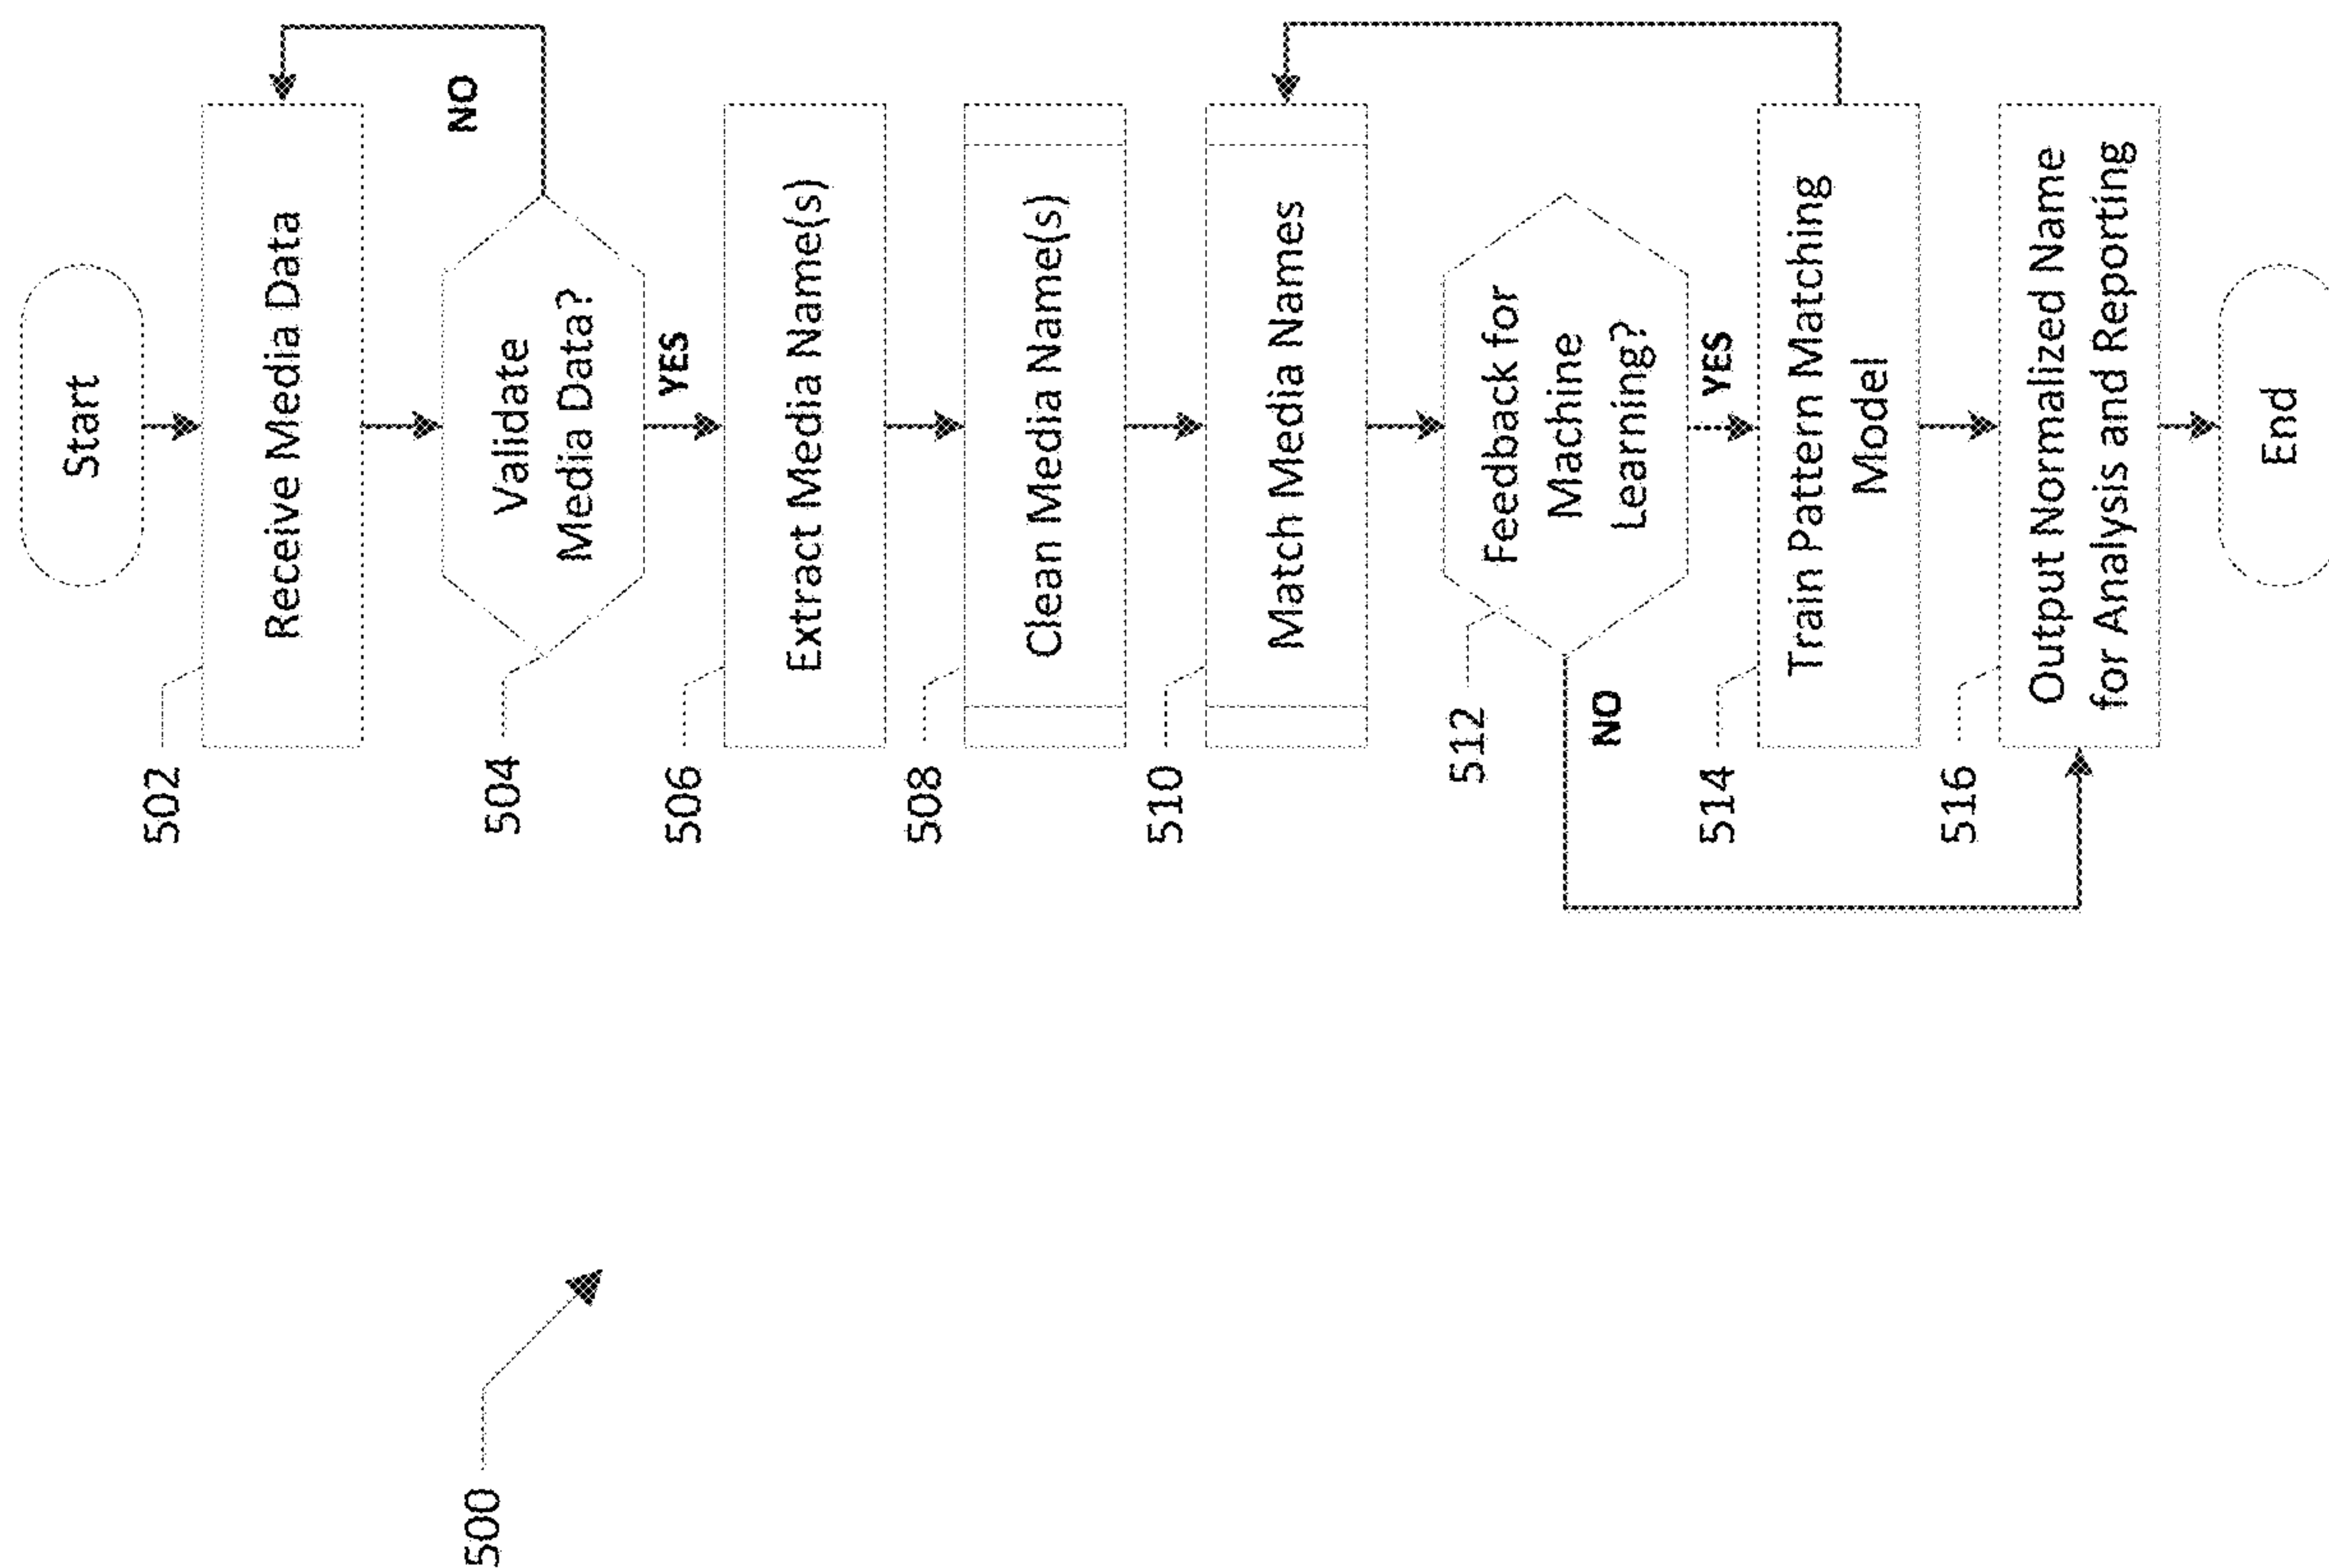 500
Start
502
Receive Media Data
504
Validate
Media Data?
NO
YES
506
Extract Media Name(s)
508
Clean Media Name(s)
510
Match Media Names
512
Feedback for
Machine
Learning?
NO
YES
514
Train Pattern Matching
Model
516
Output Normalized Name
for Analysis and Reporting
End